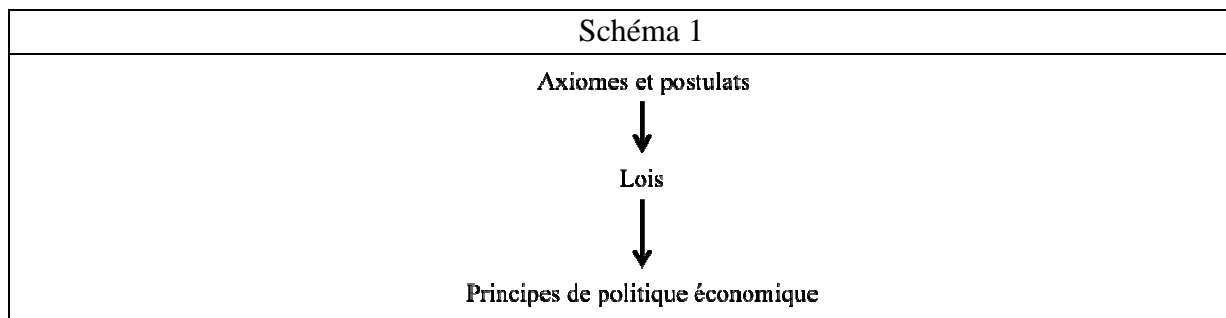 Schéma 1
Axiomes et postulats
Lois
Principes de politique économique